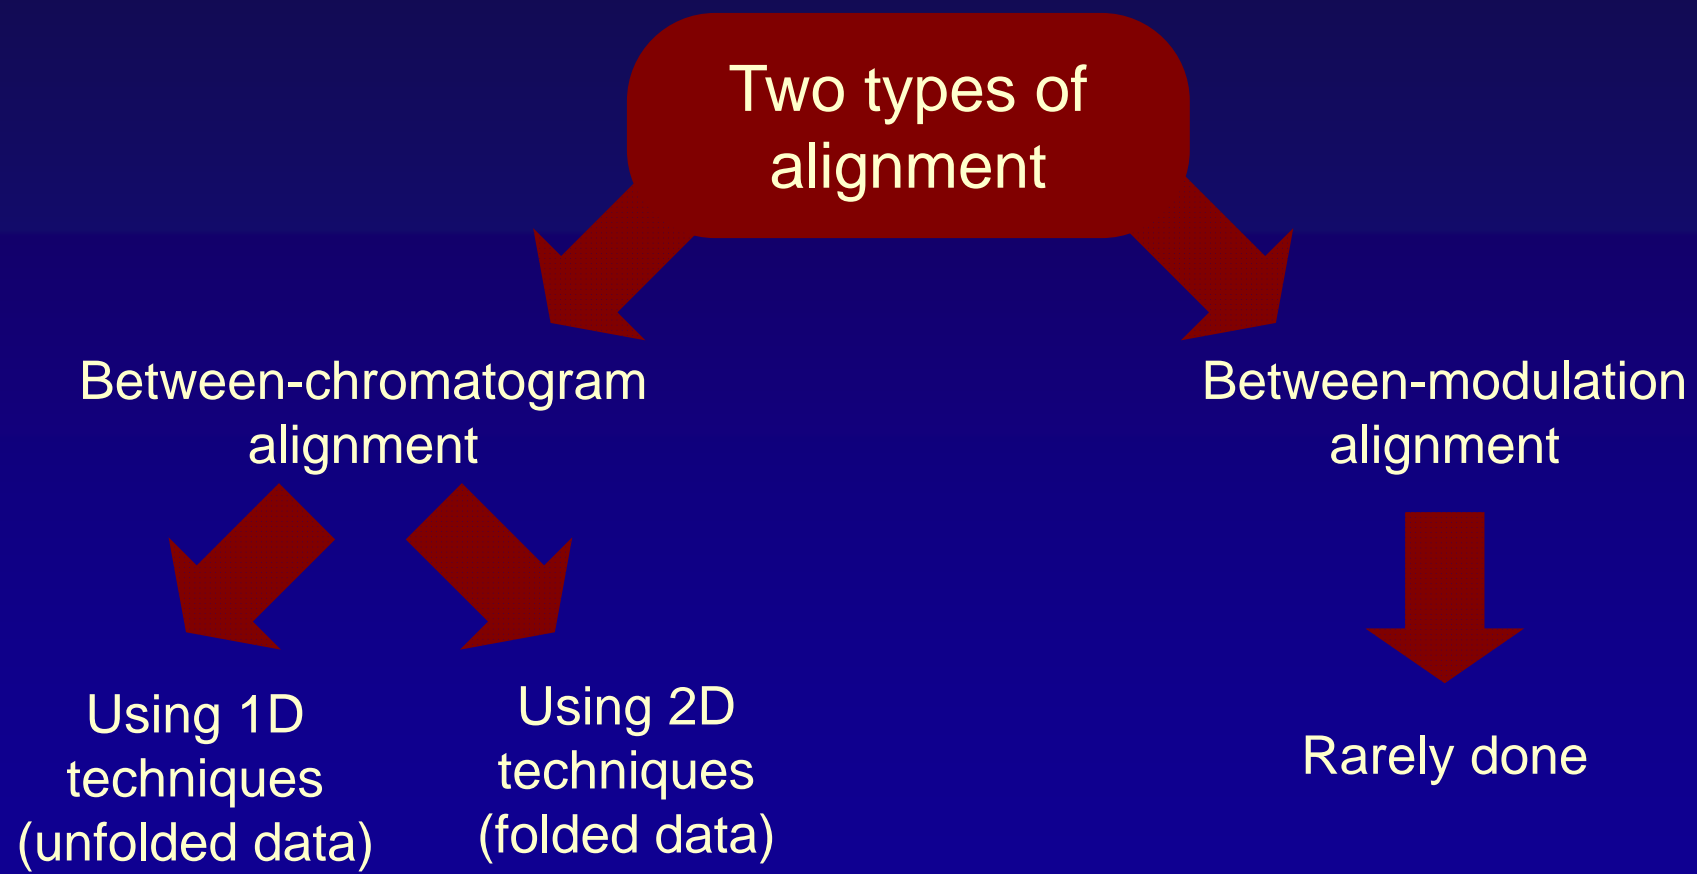 Two types of
alignment
Between-chromatogram
alignment
Between-modulation
alignment
Using 1D
techniques
(unfolded data)
Using 2D
techniques
(folded data)
Rarely done